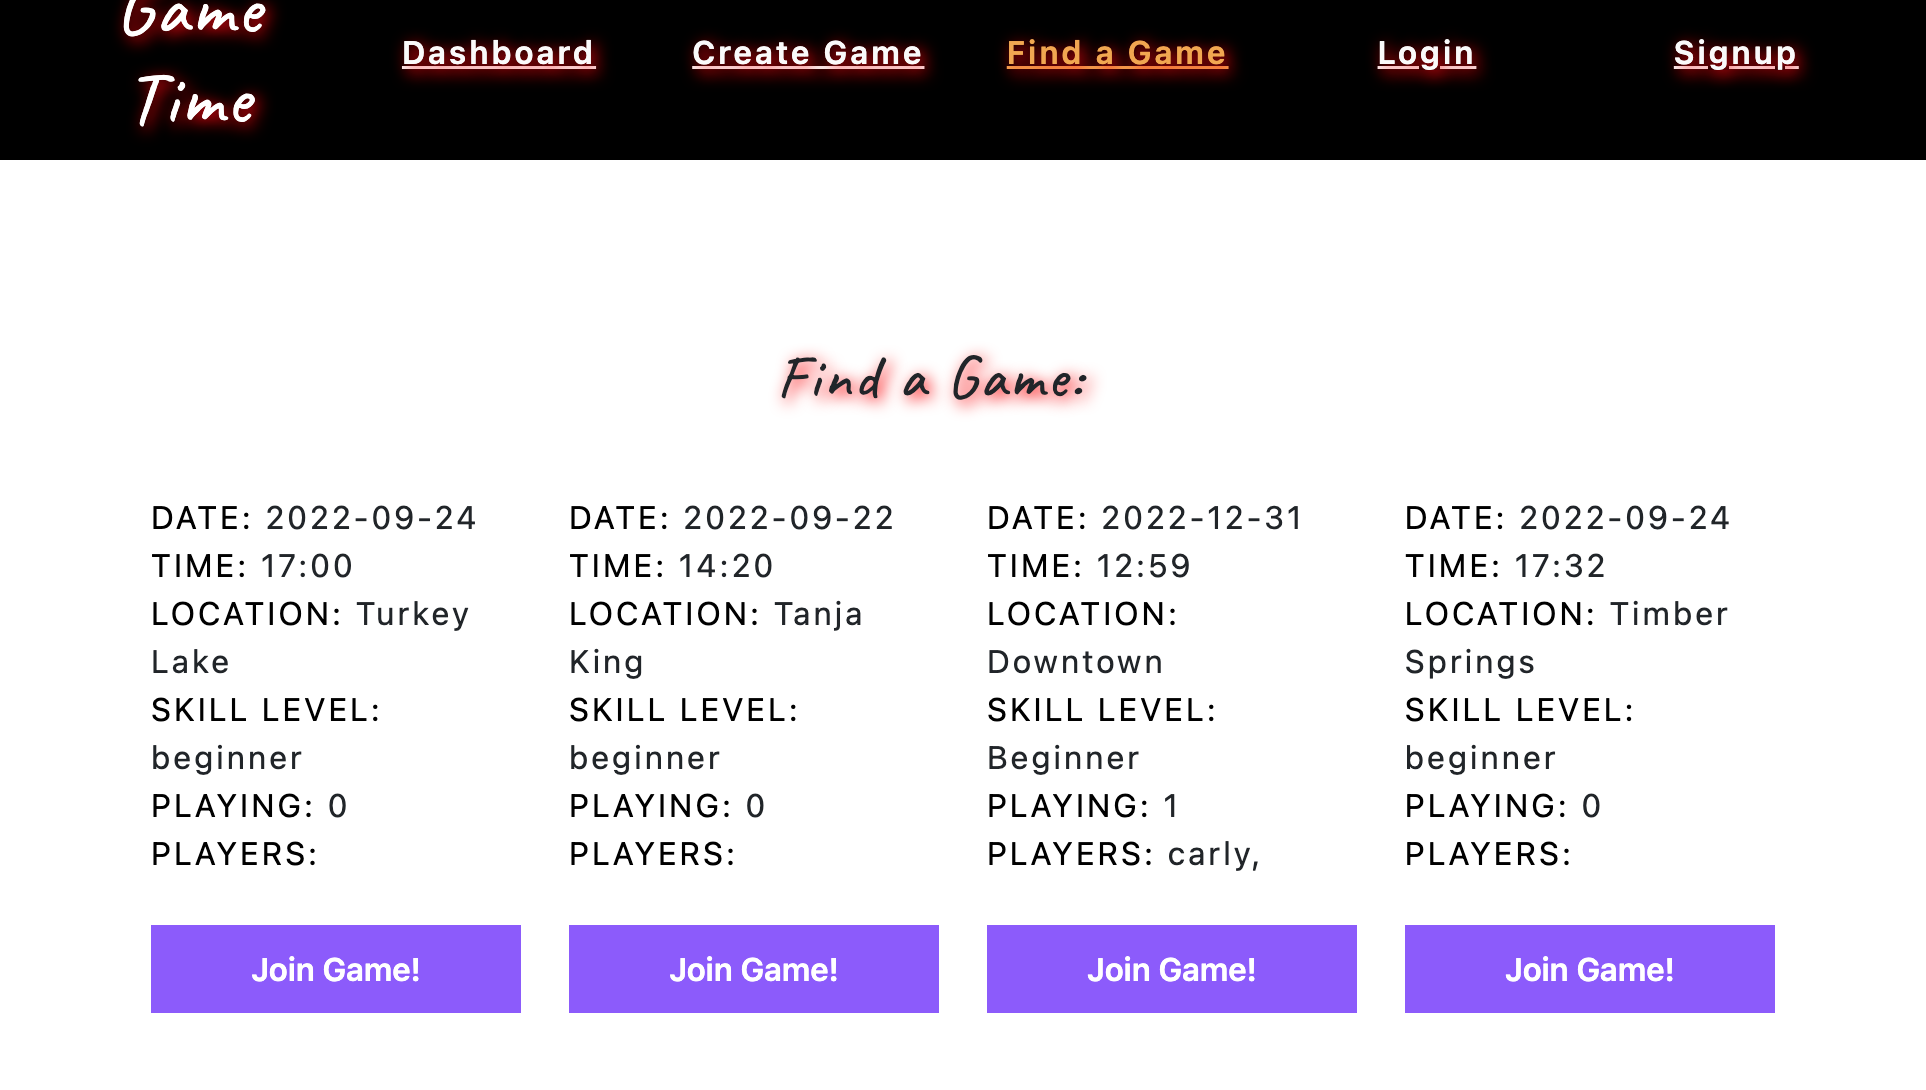 Game
Time
Dashboard
Create Game
Find a Game
Login
Signup
Find a Game:
DATE: 2022-09-24
TIME: 17:00
LOCATION: Turkey
Lake
SKILL LEVEL:
beginner
PLAYING: 0
PLAYERS:
Join Game!
DATE: 2022-09-22
TIME: 14:20
LOCATION: Tanja
King
SKILL LEVEL:
beginner
PLAYING: 0
PLAYERS:
Join Game!
DATE: 2022-12-31
TIME: 12:59
LOCATION:
Downtown
SKILL LEVEL:
Beginner
PLAYING: 1
PLAYERS: carly,
Join Game!
DATE: 2022-09-24
TIME: 17:32
LOCATION: Timber
Springs
SKILL LEVEL:
beginner
PLAYING: 0
PLAYERS:
Join Game!